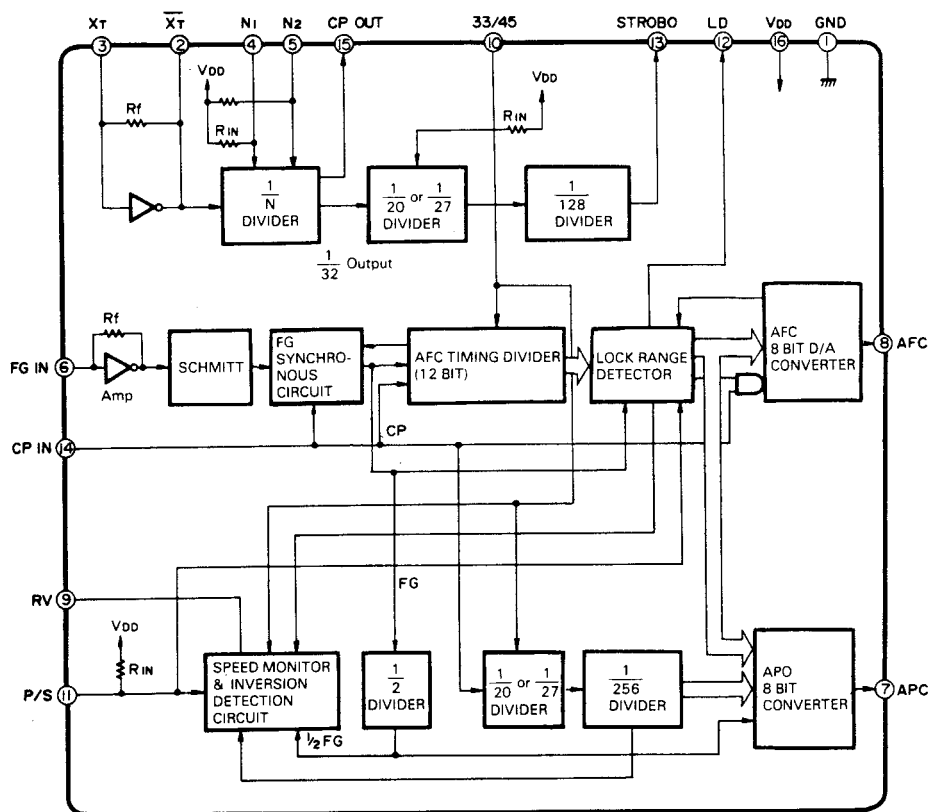 XT X̅T̅ N1 N2 CP OUT 33/45 STROBO LD VDD GND
3 2 4 5 15 10 13 12 16 1
VDD
VDD
Rf
RIN
RIN
1/N
DIVIDER
1/20 or 1/27
DIVIDER
1/128
DIVIDER
1/32 Output
Rf
FG IN 6
Amp
SCHMITT
FG
SYNCHRO-
NOUS
CIRCUIT
AFC TIMING DIVIDER
(12 BIT)
LOCK RANGE
DETECTOR
AFC
8 BIT D/A
CONVERTER
8 AFC
CP IN 14
CP
FG
RV 9
VDD
RIN
P/S 11
SPEED MONITOR
& INVERSION
DETECTION
CIRCUIT
1/2
DIVIDER
1/20 or 1/27
DIVIDER
1/256
DIVIDER
APO
8 BIT
CONVERTER
7 APC
1/2 FG